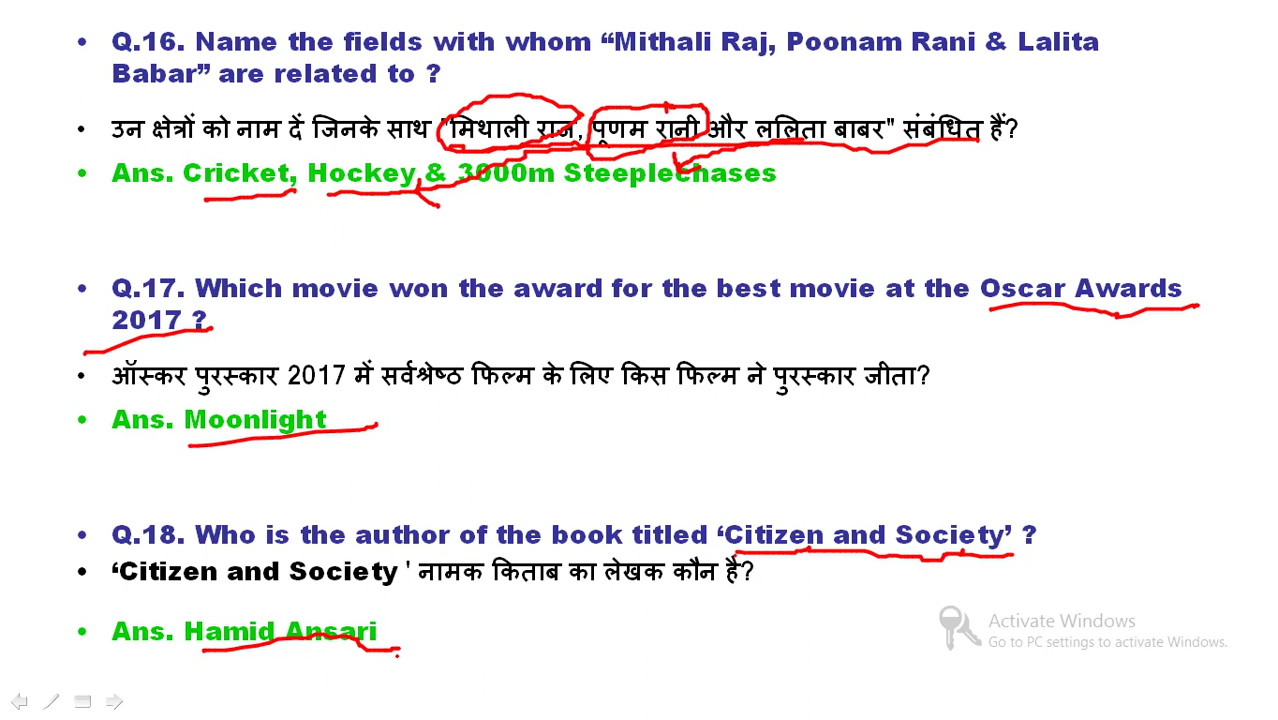 • Q.16. Name the fields with whom “Mithali Raj, Poonam Rani & Lalita
Babar” are related to ?
• उन क्षेत्रों को नाम दें जिनके साथ "मिथाली राज, पूणम रानी और ललिता बाबर" संबंधित हैं?
• Ans. Cricket, Hockey & 3000m Steeplechases
• Q.17. Which movie won the award for the best movie at the Oscar Awards
2017 ?
• ऑस्कर पुरस्कार 2017 में सर्वश्रेष्ठ फिल्म के लिए किस फिल्म ने पुरस्कार जीता?
• Ans. Moonlight
• Q.18. Who is the author of the book titled ‘Citizen and Society’ ?
• ‘Citizen and Society ' नामक किताब का लेखक कौन है?
• Ans. Hamid Ansari
Activate Windows
Go to PC settings to activate Windows.